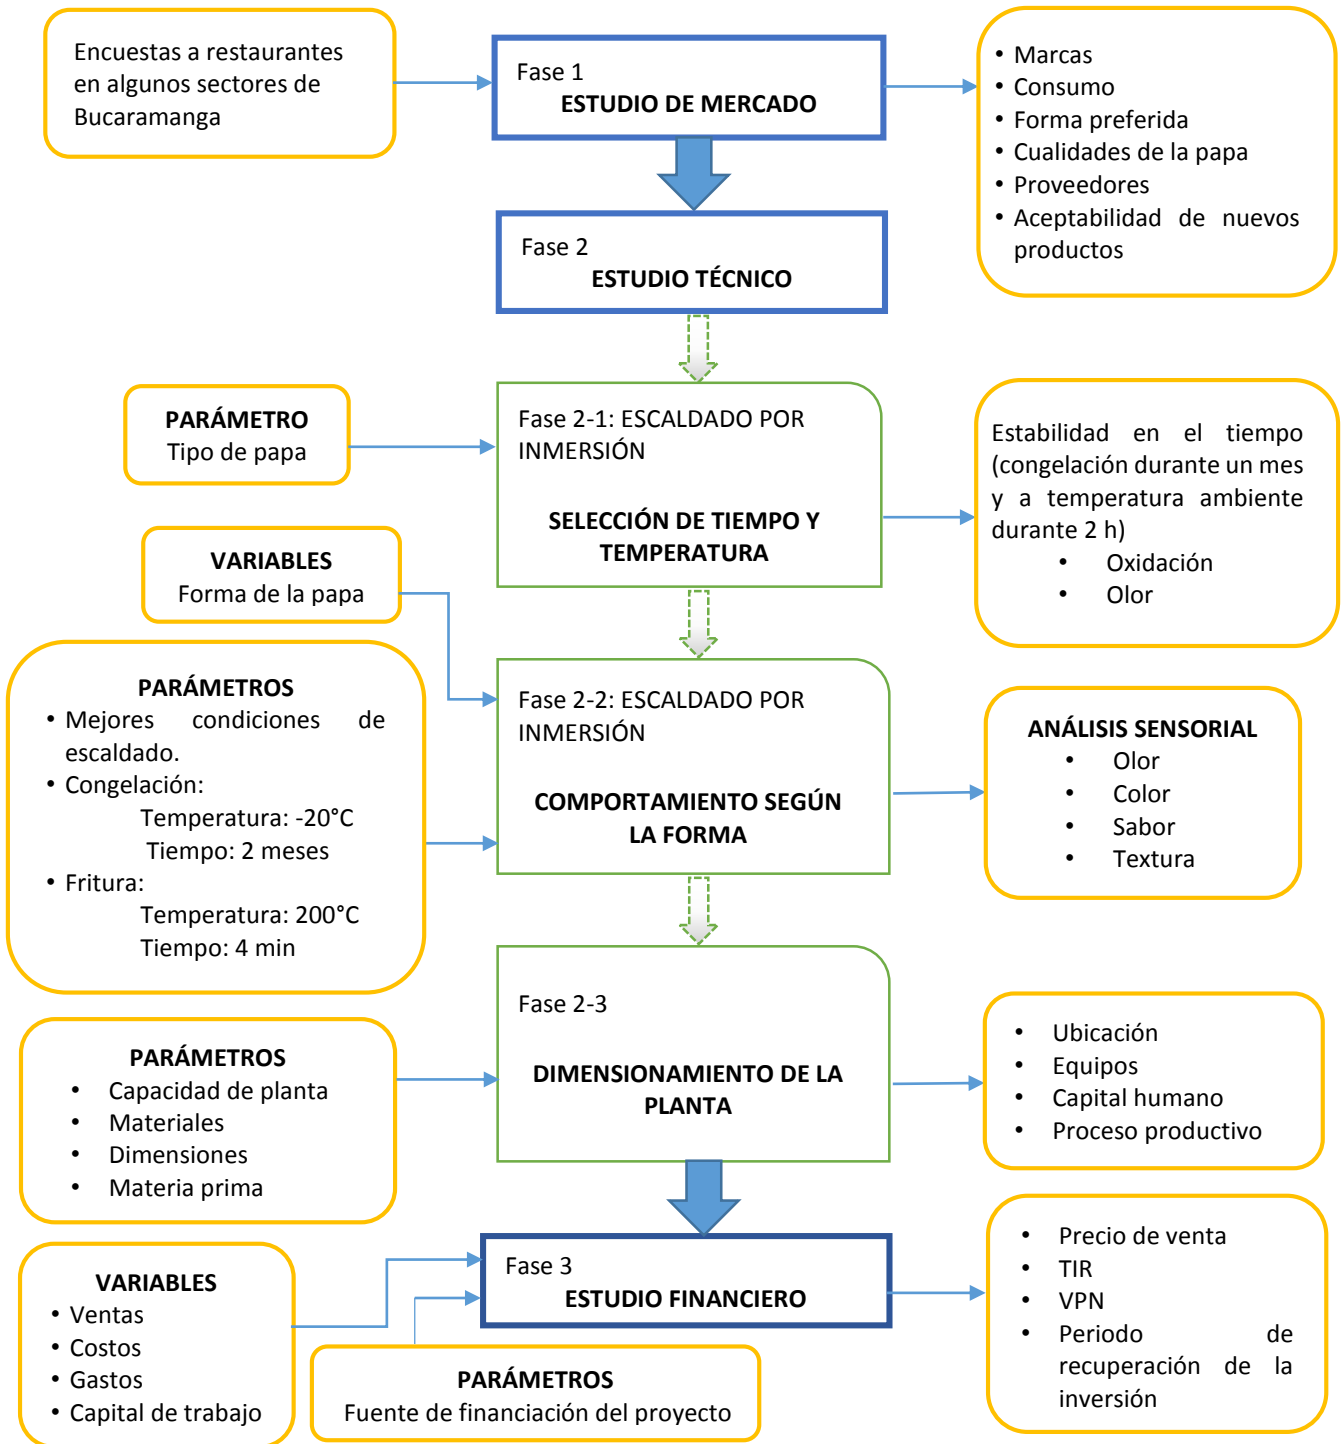 Encuestas a restaurantes
en algunos sectores de
Bucaramanga
Fase 1
ESTUDIO DE MERCADO
• Marcas
• Consumo
• Forma preferida
• Cualidades de la papa
• Proveedores
• Aceptabilidad de nuevos
productos
Fase 2
ESTUDIO TÉCNICO
PARÁMETRO
Tipo de papa
Fase 2-1: ESCALDADO POR
INMERSIÓN
SELECCIÓN DE TIEMPO Y
TEMPERATURA
Estabilidad en el tiempo
(congelación durante un mes
y a temperatura ambiente
durante 2 h)
• Oxidación
• Olor
VARIABLES
Forma de la papa
PARÁMETROS
• Mejores condiciones de
escaldado.
• Congelación:
Temperatura: -20°C
Tiempo: 2 meses
• Fritura:
Temperatura: 200°C
Tiempo: 4 min
Fase 2-2: ESCALDADO POR
INMERSIÓN
COMPORTAMIENTO SEGÚN
LA FORMA
ANÁLISIS SENSORIAL
• Olor
• Color
• Sabor
• Textura
PARÁMETROS
• Capacidad de planta
• Materiales
• Dimensiones
• Materia prima
Fase 2-3
DIMENSIONAMIENTO DE LA
PLANTA
• Ubicación
• Equipos
• Capital humano
• Proceso productivo
VARIABLES
• Ventas
• Costos
• Gastos
• Capital de trabajo
Fase 3
ESTUDIO FINANCIERO
PARÁMETROS
Fuente de financiación del proyecto
• Precio de venta
• TIR
• VPN
• Periodo de
recuperación de la
inversión